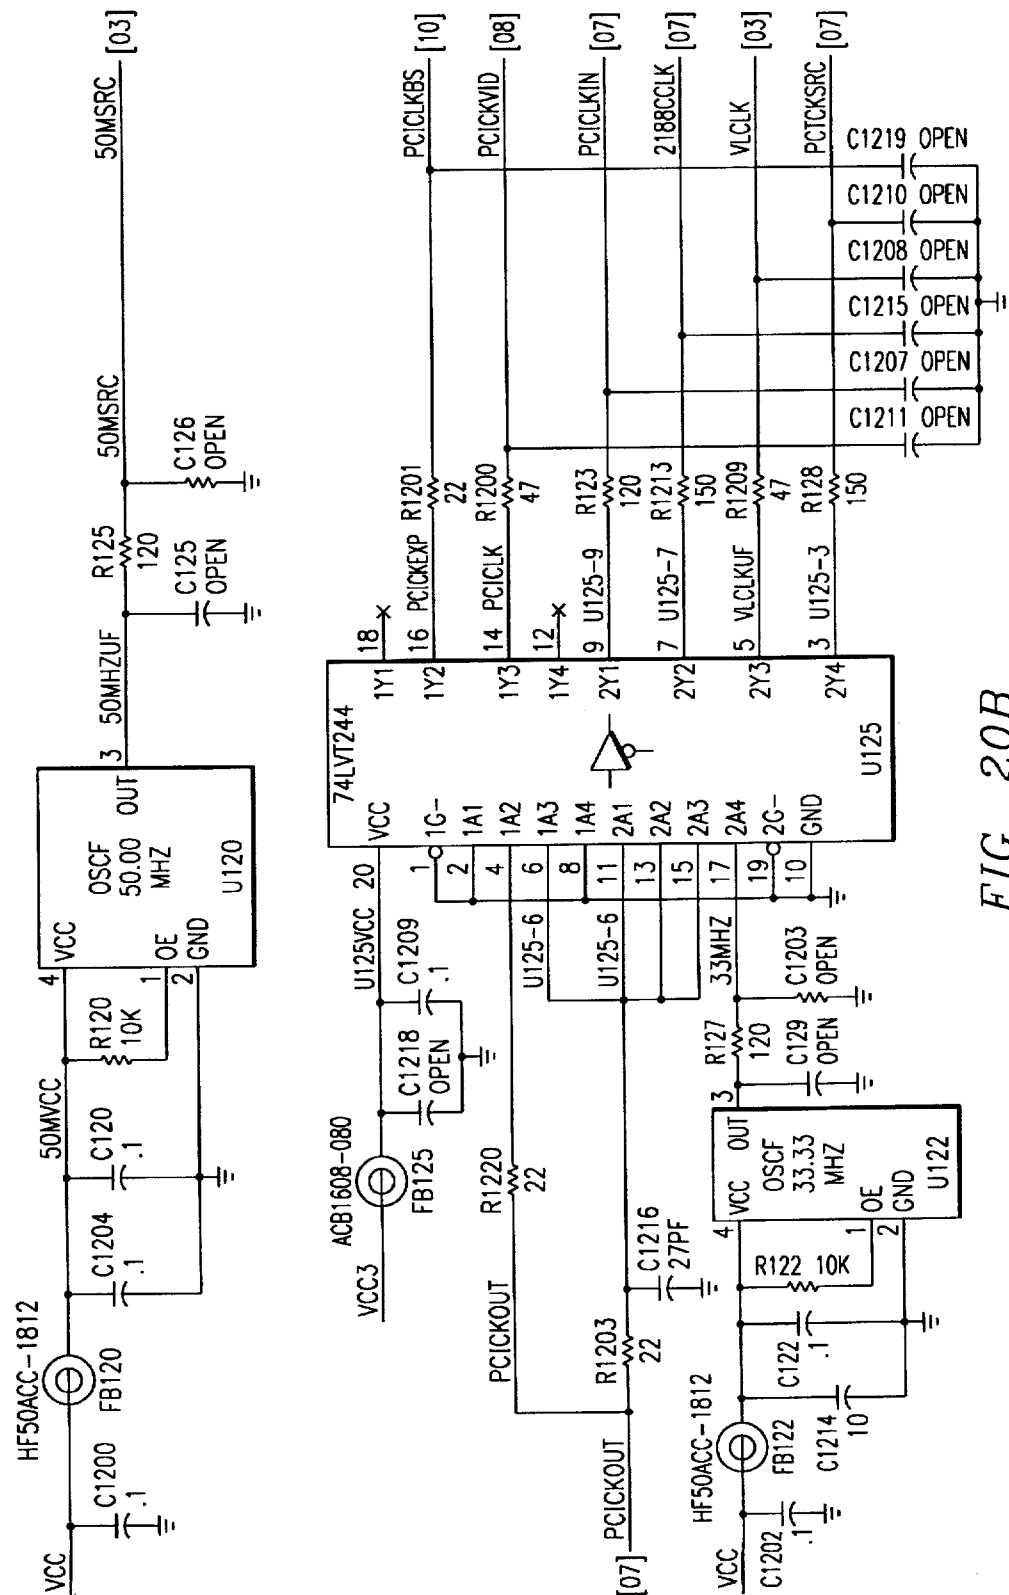 VCC
C1200
.1
HF50ACC-1812
FB120
C1204
.1
C120
.1
50MVCC
R120
10K
4
VCC
1
OE
2
GND
OSCF
50.00
MHZ
OUT
3
U120
50MHZUF
R125
120
C125
OPEN
50MSRC
C126
OPEN
50MSRC
[03]
VCC3
ACB1608-080
FB125
C1218
OPEN
C1209
.1
U125VCC
20
VCC
74LVT244
U125
[07]
PCICKOUT
PCICKOUT
R1220
22
R1203
22
C1216
27PF
U125-6
U125-6
33MHZ
1
1G-
2
1A1
4
1A2
6
1A3
8
1A4
11
2A1
13
2A2
15
2A3
17
2A4
19
2G-
10
GND
1Y1
18
1Y2
16
PCICKEXP
R1201
22
PCICLKBS
[10]
1Y3
14
PCICLK
R1200
47
PCICKVID
[08]
1Y4
12
2Y1
9
U125-9
R123
120
PCICLKIN
[07]
2Y2
7
U125-7
R1213
150
2188CCLK
[07]
2Y3
5
VLCLKUF
R1209
47
VLCLK
[03]
2Y4
3
U125-3
R128
150
PCTCKSRC
[07]
C1219 OPEN
C1210 OPEN
C1208 OPEN
C1215 OPEN
C1207 OPEN
C1211 OPEN
VCC
C1202
.1
HF50ACC-1812
FB122
C1214
10
C122
.1
R122 10K
4
VCC
1
OE
2
GND
OSCF
33.33
MHZ
OUT
3
U122
R127
120
C129
OPEN
C1203
OPEN
FIG. 20B